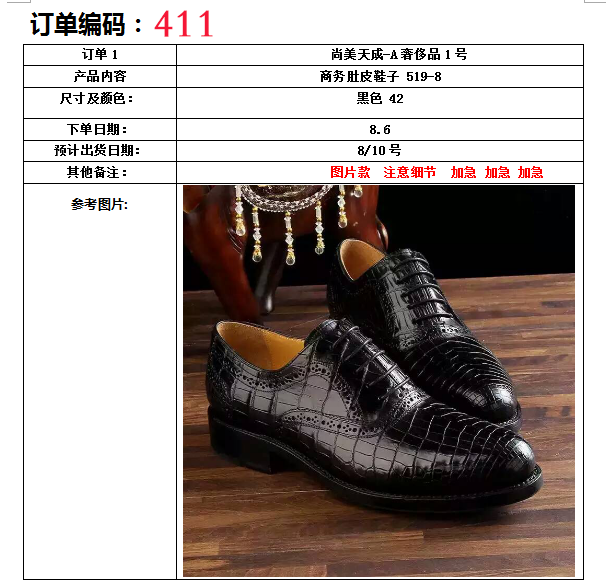 订单编码：411
订单 1 尚美天成-A奢侈品1号
产品内容 商务肚皮鞋子 519-8
尺寸及颜色： 黑色 42
下单日期： 8.6
预计出货日期： 8/10号
其他备注： 图片款 注意细节 加急 加急 加急
参考图片: